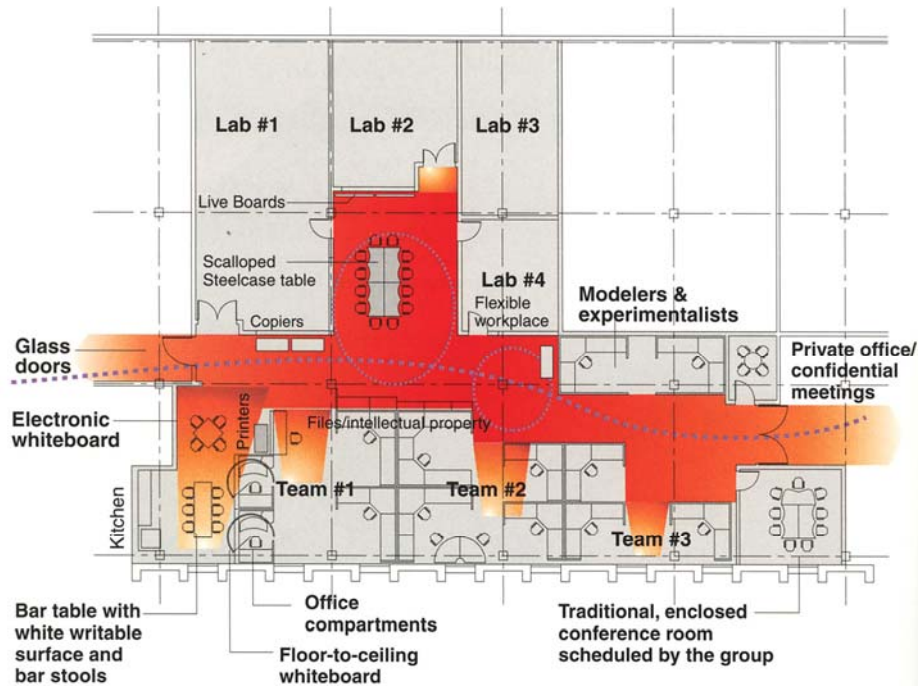 Lab #1
Lab #2
Lab #3
Live Boards
Scalloped
Steelcase table
Lab #4
Flexible
workplace
Modelers &
experimentalists
Copiers
Glass
doors
Private office/
confidential
meetings
Electronic
whiteboard
Printers
Files/intellectual property
Team #1
Team #2
Team #3
Kitchen
Bar table with
white writable
surface and
bar stools
Office
compartments
Floor-to-ceiling
whiteboard
Traditional, enclosed
conference room
scheduled by the group